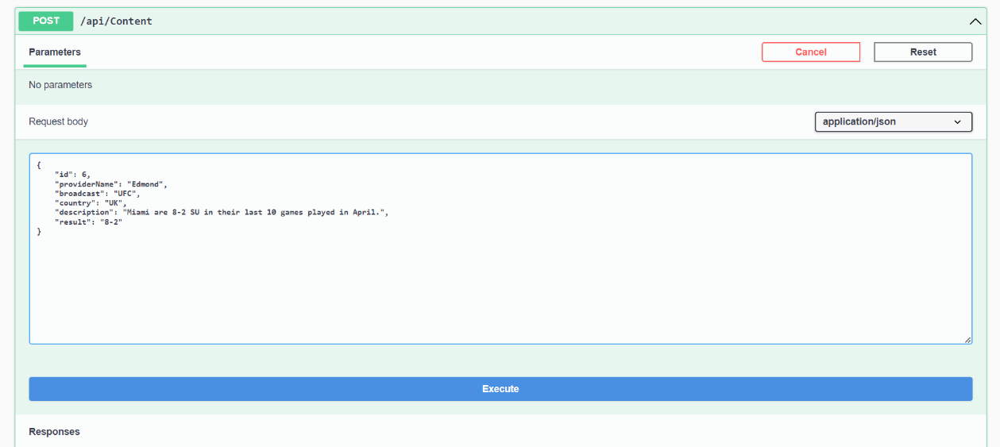 POST /api/Content
Parameters
Cancel
Reset
No parameters
Request body
application/json
{
    "id": 6,
    "providerName": "Edmond",
    "broadcast": "UFC",
    "country": "UK",
    "description": "Miami are 8-2 SU in their last 10 games played in April.",
    "result": "8-2"
}
Execute
Responses